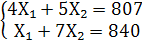 4X₁ + 5X₂ = 807
X₁ + 7X₂ = 840